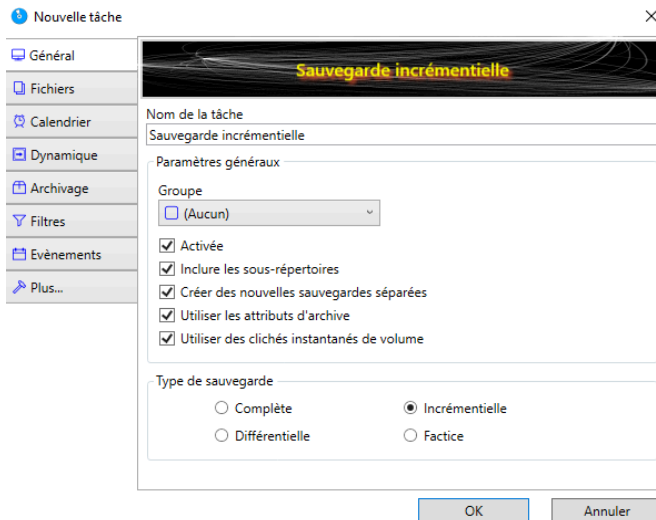 Nouvelle tâche
Général
Fichiers
Calendrier
Dynamique
Archivage
Filtres
Evènements
Plus...
Sauvegarde incrémentielle
Nom de la tâche
Sauvegarde incrémentielle
Paramètres généraux
Groupe
(Aucun)
Activée
Inclure les sous-répertoires
Créer des nouvelles sauvegardes séparées
Utiliser les attributs d'archive
Utiliser des clichés instantanés de volume
Type de sauvegarde
Complète
Incrémentielle
Différentielle
Factice
OK
Annuler